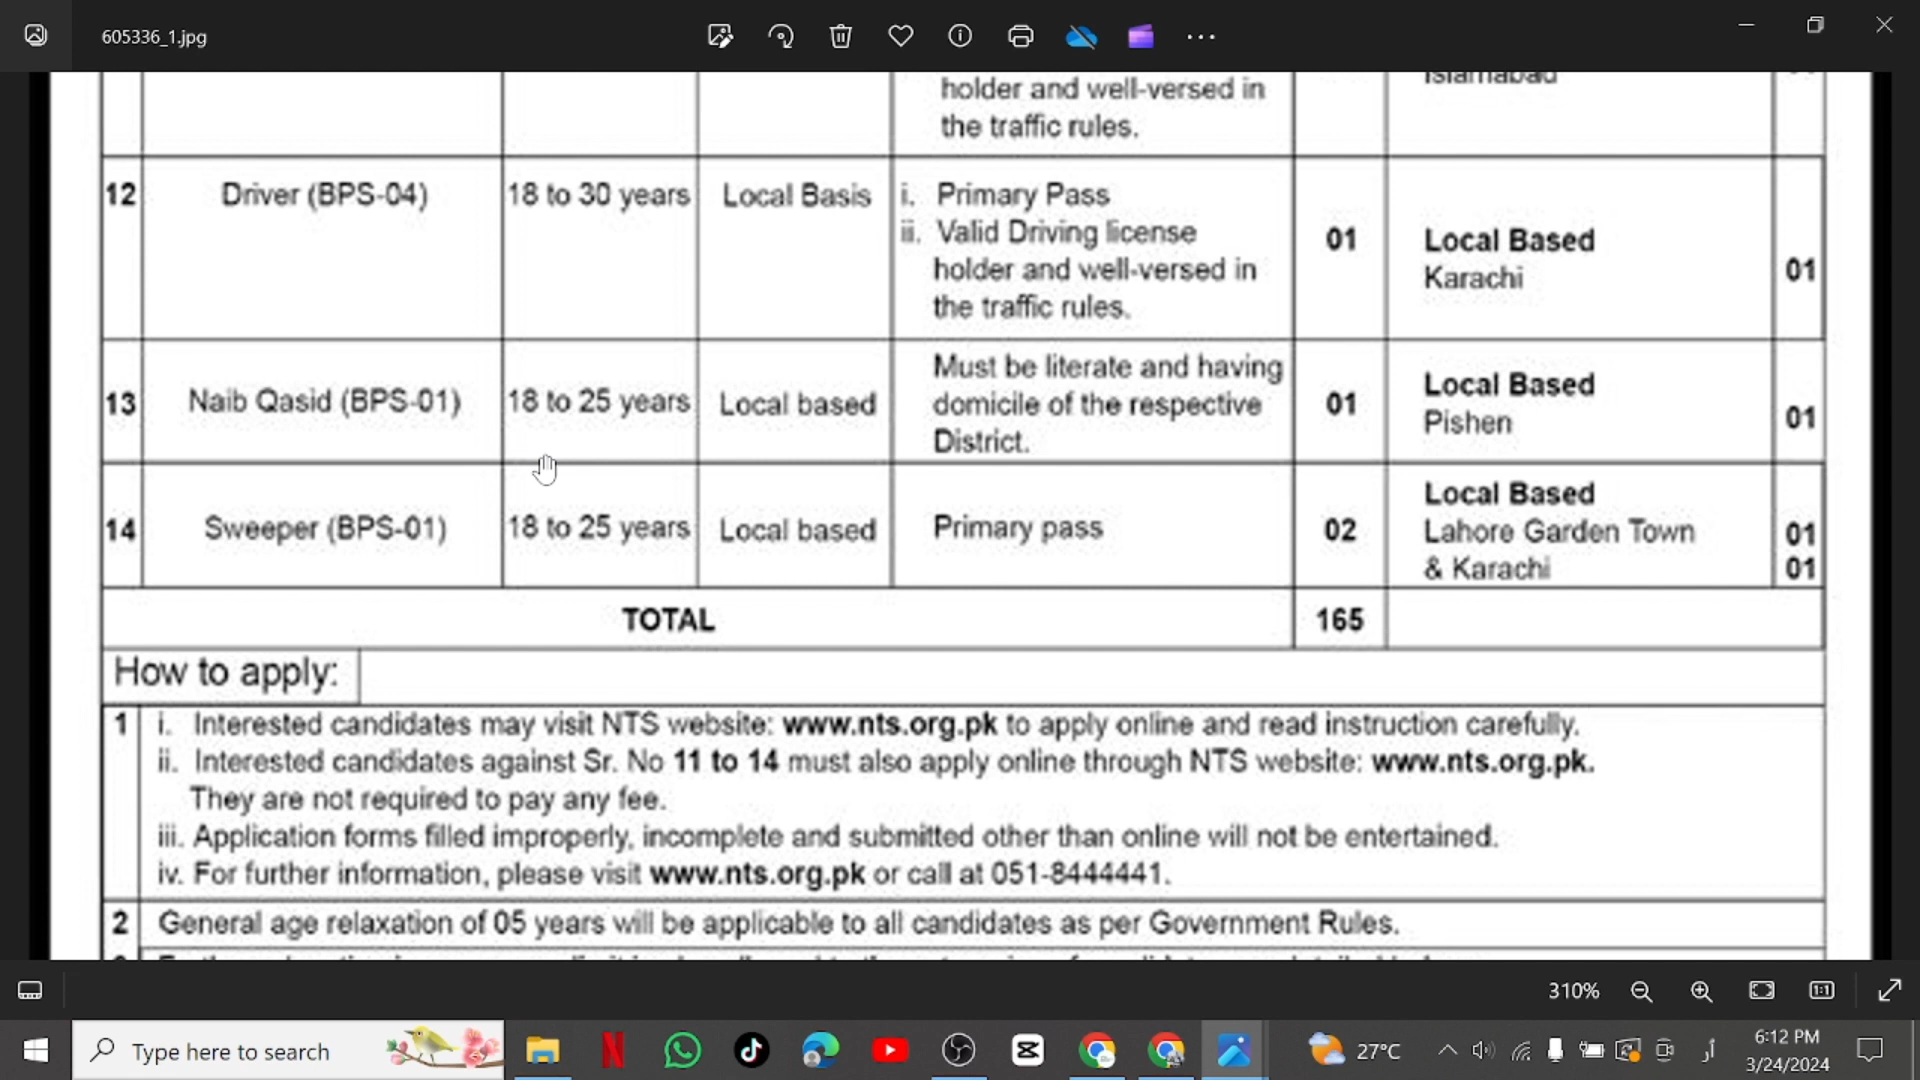 605336_1.jpg
holder and well-versed in
the traffic rules.
Islamabad
12 Driver (BPS-04) 18 to 30 years Local Basis i. Primary Pass
ii. Valid Driving license
holder and well-versed in
the traffic rules.
01 Local Based
Karachi
01
13 Naib Qasid (BPS-01) 18 to 25 years Local based Must be literate and having
domicile of the respective
District.
01 Local Based
Pishen
01
14 Sweeper (BPS-01) 18 to 25 years Local based Primary pass 02 Local Based
Lahore Garden Town 01
& Karachi 01
TOTAL 165
How to apply:
1 i. Interested candidates may visit NTS website: www.nts.org.pk to apply online and read instruction carefully.
ii. Interested candidates against Sr. No 11 to 14 must also apply online through NTS website: www.nts.org.pk.
They are not required to pay any fee.
iii. Application forms filled improperly, incomplete and submitted other than online will not be entertained.
iv. For further information, please visit www.nts.org.pk or call at 051-8444441.
2 General age relaxation of 05 years will be applicable to all candidates as per Government Rules.
310%
Type here to search
27°C
6:12 PM
3/24/2024